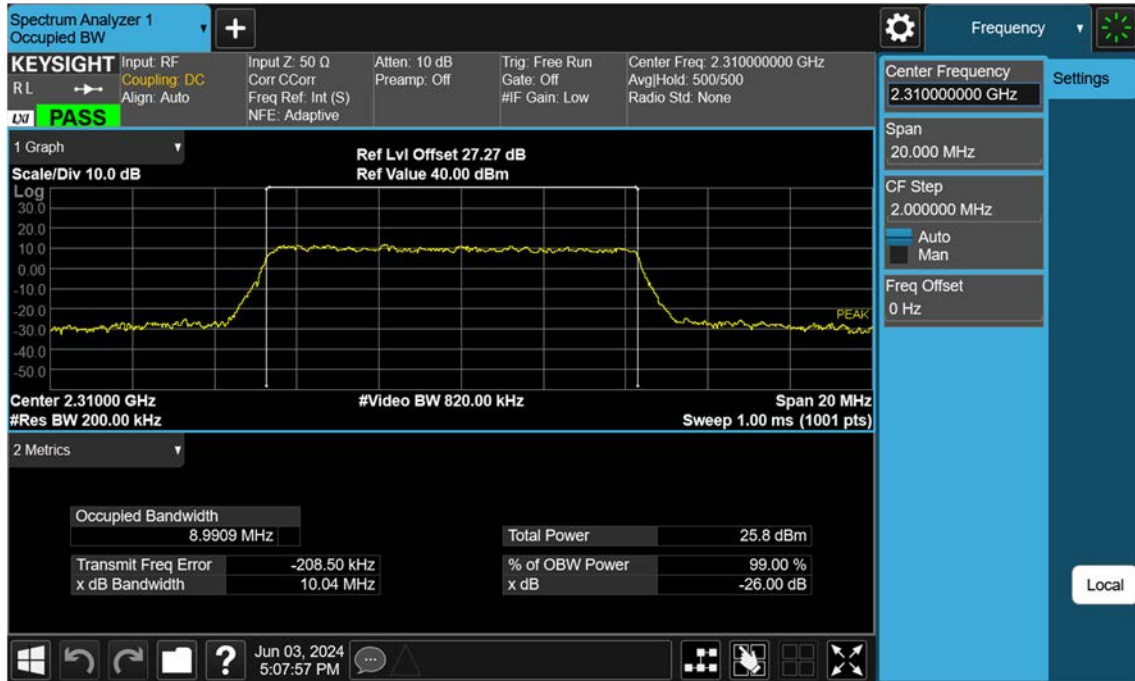 Spectrum Analyzer 1
Occupied BW
+
Frequency
KEYSIGHT
R L
LXI PASS
Input: RF
Coupling: DC
Align: Auto
Input Z: 50 Ω
Corr CCorr
Freq Ref: Int (S)
NFE: Adaptive
Atten: 10 dB
Preamp: Off
Trig: Free Run
Gate: Off
#IF Gain: Low
Center Freq: 2.310000000 GHz
Avg|Hold: 500/500
Radio Std: None
Center Frequency
2.310000000 GHz
Settings
Span
20.000 MHz
CF Step
2.000000 MHz
Auto
Man
Freq Offset
0 Hz
Local
1 Graph
Scale/Div 10.0 dB
Ref Lvl Offset 27.27 dB
Ref Value 40.00 dBm
Log
30.0
20.0
10.0
0.00
-10.0
-20.0
-30.0
-40.0
-50.0
PEAK
Center 2.31000 GHz
#Video BW 820.00 kHz
Span 20 MHz
#Res BW 200.00 kHz
Sweep 1.00 ms (1001 pts)
2 Metrics
Occupied Bandwidth
8.9909 MHz
Total Power 25.8 dBm
Transmit Freq Error -208.50 kHz
% of OBW Power 99.00 %
x dB Bandwidth 10.04 MHz
x dB -26.00 dB
?
Jun 03, 2024
5:07:57 PM